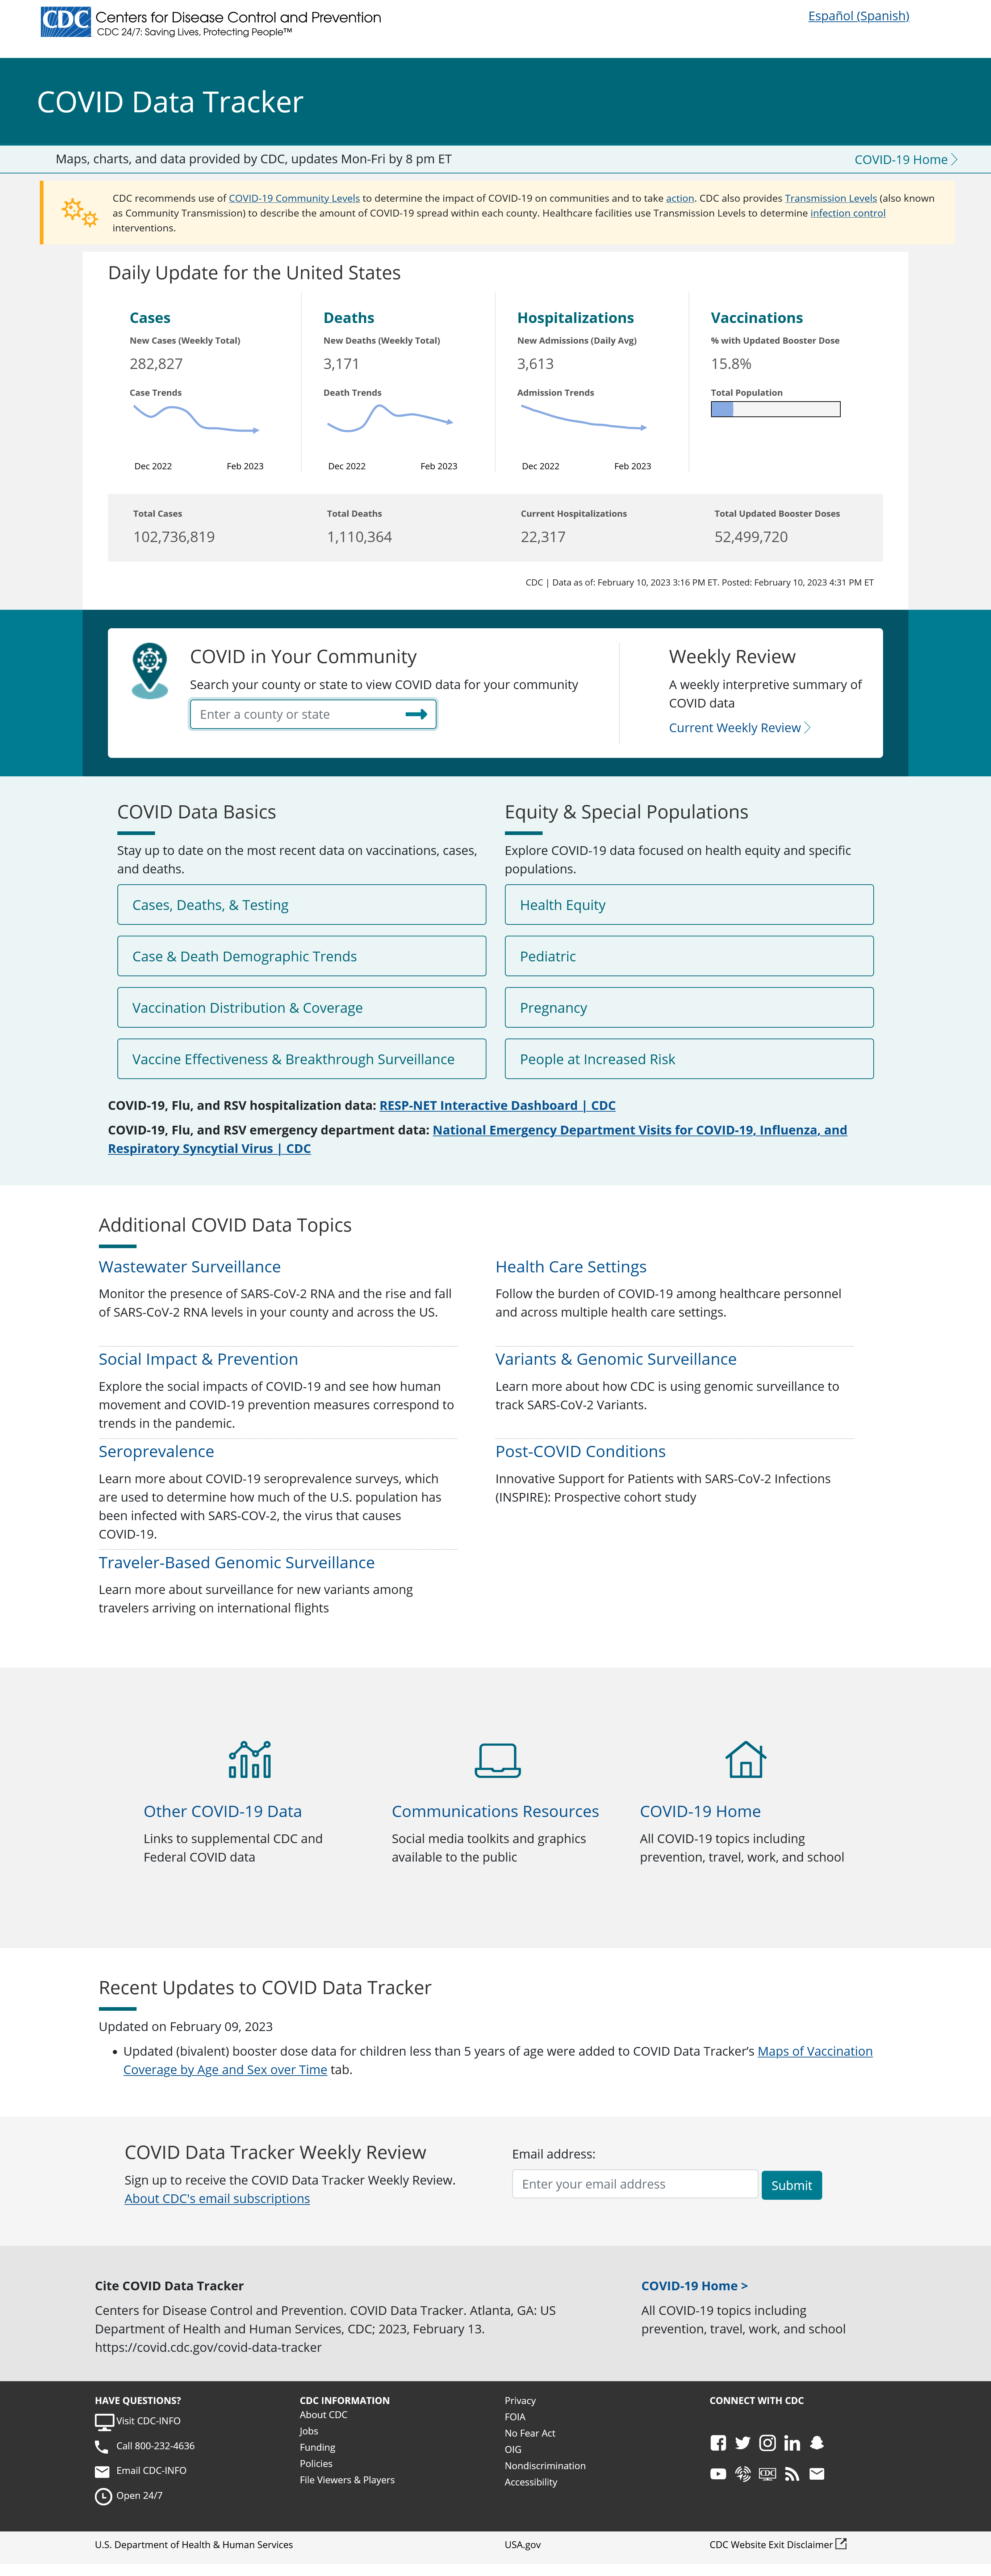 CDC Centers for Disease Control and Prevention
CDC 24/7: Saving Lives, Protecting People™
Español (Spanish)
COVID Data Tracker
Maps, charts, and data provided by CDC, updates Mon-Fri by 8 pm ET
COVID-19 Home
CDC recommends use of COVID-19 Community Levels to determine the impact of COVID-19 on communities and to take action. CDC also provides Transmission Levels (also known
as Community Transmission) to describe the amount of COVID-19 spread within each county. Healthcare facilities use Transmission Levels to determine infection control
interventions.
Daily Update for the United States
Cases
New Cases (Weekly Total)
282,827
Case Trends
Dec 2022 Feb 2023
Deaths
New Deaths (Weekly Total)
3,171
Death Trends
Dec 2022 Feb 2023
Hospitalizations
New Admissions (Daily Avg)
3,613
Admission Trends
Dec 2022 Feb 2023
Vaccinations
% with Updated Booster Dose
15.8%
Total Population
Total Cases
102,736,819
Total Deaths
1,110,364
Current Hospitalizations
22,317
Total Updated Booster Doses
52,499,720
CDC | Data as of: February 10, 2023 3:16 PM ET. Posted: February 10, 2023 4:31 PM ET
COVID in Your Community
Search your county or state to view COVID data for your community
Enter a county or state
Weekly Review
A weekly interpretive summary of
COVID data
Current Weekly Review
COVID Data Basics
Stay up to date on the most recent data on vaccinations, cases,
and deaths.
Cases, Deaths, & Testing
Case & Death Demographic Trends
Vaccination Distribution & Coverage
Vaccine Effectiveness & Breakthrough Surveillance
Equity & Special Populations
Explore COVID-19 data focused on health equity and specific
populations.
Health Equity
Pediatric
Pregnancy
People at Increased Risk
COVID-19, Flu, and RSV hospitalization data: RESP-NET Interactive Dashboard | CDC
COVID-19, Flu, and RSV emergency department data: National Emergency Department Visits for COVID-19, Influenza, and
Respiratory Syncytial Virus | CDC
Additional COVID Data Topics
Wastewater Surveillance
Monitor the presence of SARS-CoV-2 RNA and the rise and fall
of SARS-CoV-2 RNA levels in your county and across the US.
Health Care Settings
Follow the burden of COVID-19 among healthcare personnel
and across multiple health care settings.
Social Impact & Prevention
Explore the social impacts of COVID-19 and see how human
movement and COVID-19 prevention measures correspond to
trends in the pandemic.
Variants & Genomic Surveillance
Learn more about how CDC is using genomic surveillance to
track SARS-CoV-2 Variants.
Seroprevalence
Learn more about COVID-19 seroprevalence surveys, which
are used to determine how much of the U.S. population has
been infected with SARS-COV-2, the virus that causes
COVID-19.
Post-COVID Conditions
Innovative Support for Patients with SARS-CoV-2 Infections
(INSPIRE): Prospective cohort study
Traveler-Based Genomic Surveillance
Learn more about surveillance for new variants among
travelers arriving on international flights
Other COVID-19 Data
Links to supplemental CDC and
Federal COVID data
Communications Resources
Social media toolkits and graphics
available to the public
COVID-19 Home
All COVID-19 topics including
prevention, travel, work, and school
Recent Updates to COVID Data Tracker
Updated on February 09, 2023
• Updated (bivalent) booster dose data for children less than 5 years of age were added to COVID Data Tracker's Maps of Vaccination
Coverage by Age and Sex over Time tab.
COVID Data Tracker Weekly Review
Sign up to receive the COVID Data Tracker Weekly Review.
About CDC's email subscriptions
Email address:
Enter your email address
Submit
Cite COVID Data Tracker
Centers for Disease Control and Prevention. COVID Data Tracker. Atlanta, GA: US
Department of Health and Human Services, CDC; 2023, February 13.
https://covid.cdc.gov/covid-data-tracker
COVID-19 Home >
All COVID-19 topics including
prevention, travel, work, and school
HAVE QUESTIONS?
Visit CDC-INFO
Call 800-232-4636
Email CDC-INFO
Open 24/7
CDC INFORMATION
About CDC
Jobs
Funding
Policies
File Viewers & Players
Privacy
FOIA
No Fear Act
OIG
Nondiscrimination
Accessibility
CONNECT WITH CDC
CDC
U.S. Department of Health & Human Services
USA.gov
CDC Website Exit Disclaimer